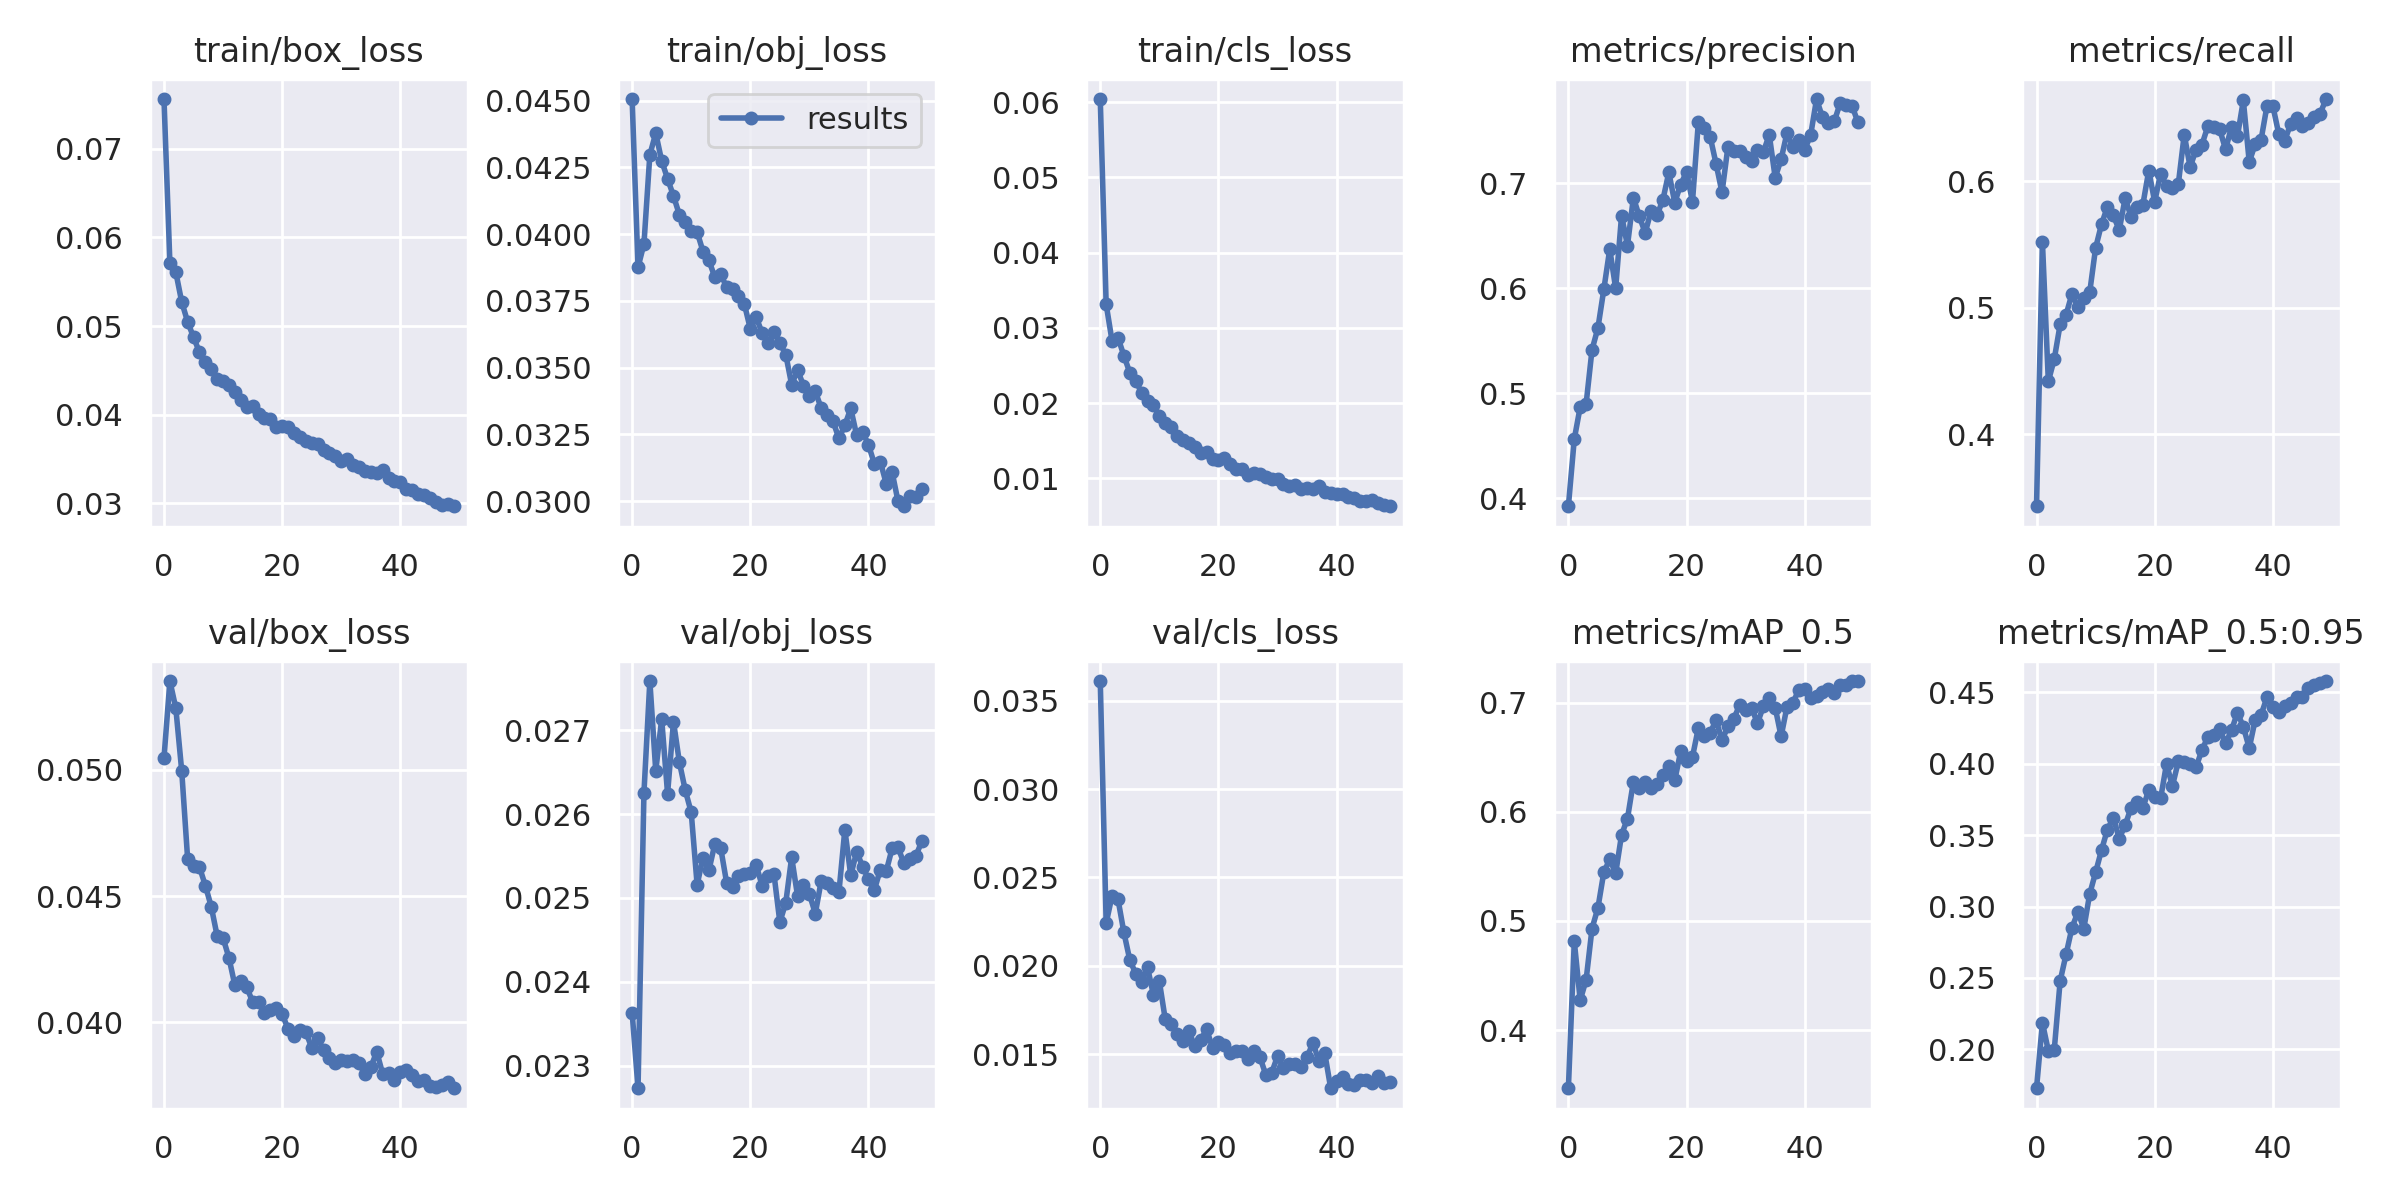 train/box_loss
0.07
0.06
0.05
0.04
0.03
0 20 40
train/obj_loss
results
0.0450
0.0425
0.0400
0.0375
0.0350
0.0325
0.0300
0 20 40
train/cls_loss
0.06
0.05
0.04
0.03
0.02
0.01
0 20 40
metrics/precision
0.7
0.6
0.5
0.4
0 20 40
metrics/recall
0.6
0.5
0.4
0 20 40
val/box_loss
0.050
0.045
0.040
0 20 40
val/obj_loss
0.027
0.026
0.025
0.024
0.023
0 20 40
val/cls_loss
0.035
0.030
0.025
0.020
0.015
0 20 40
metrics/mAP_0.5
0.7
0.6
0.5
0.4
0 20 40
metrics/mAP_0.5:0.95
0.45
0.40
0.35
0.30
0.25
0.20
0 20 40